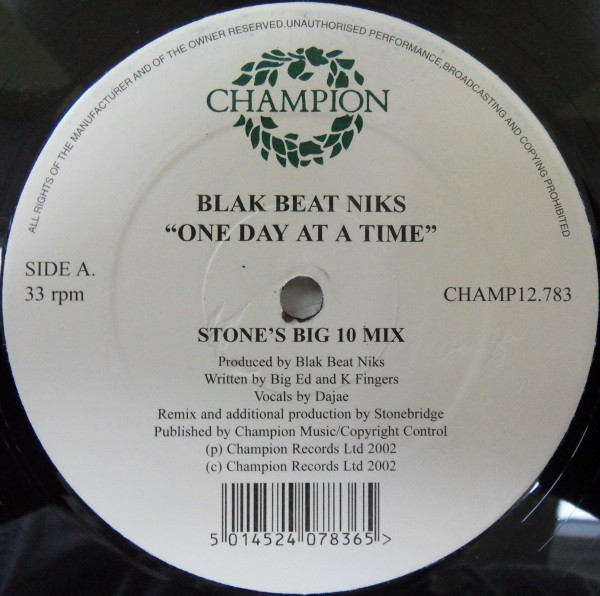 ALL RIGHTS OF THE MANUFACTURER AND OF THE OWNER RESERVED.UNAUTHORISED PERFORMANCE,BROADCASTING AND COPYING PROHIBITED
CHAMPION
BLAK BEAT NIKS
“ONE DAY AT A TIME”
SIDE A.
33 rpm
CHAMP12.783
STONE’S BIG 10 MIX
Produced by Blak Beat Niks
Written by Big Ed and K Fingers
Vocals by Dajae
Remix and additional production by Stonebridge
Published by Champion Music/Copyright Control
(p) Champion Records Ltd 2002
(c) Champion Records Ltd 2002
5 014524 078365 >